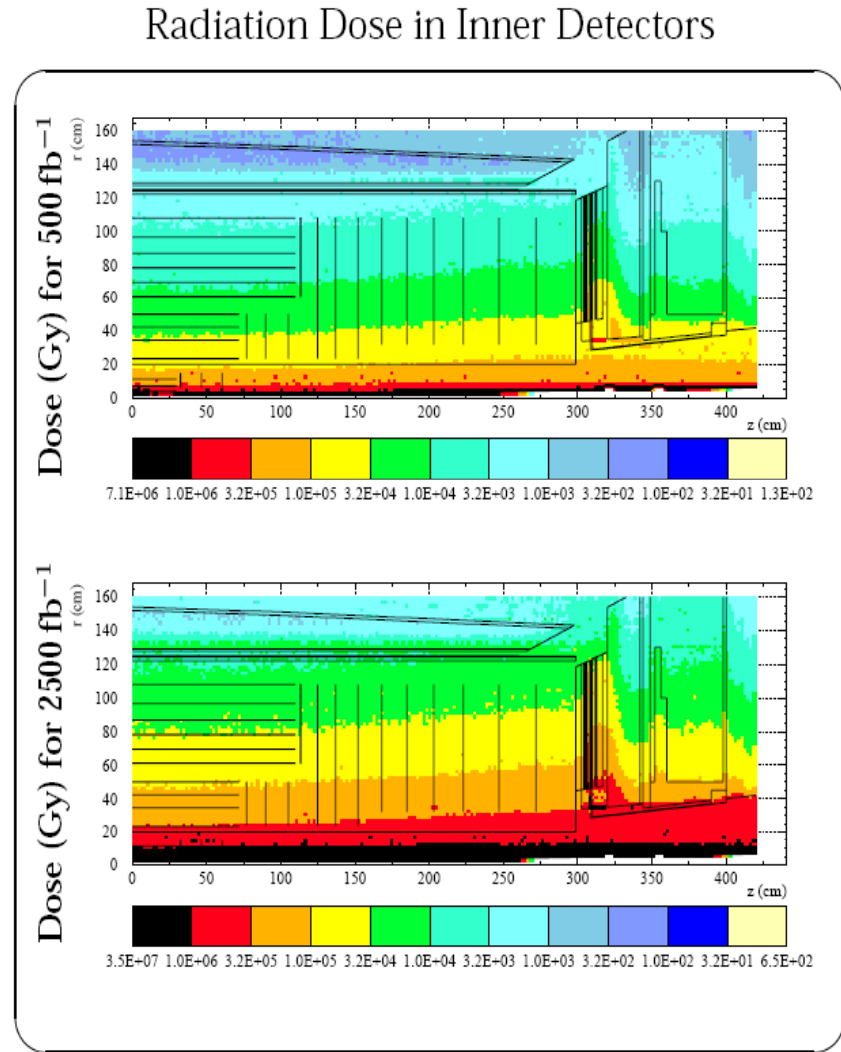 Radiation Dose in Inner Detectors
Dose (Gy) for 500 fb⁻¹
r (cm)
160
140
120
100
80
60
40
20
0
0 50 100 150 200 250 300 350 400
z (cm)
7.1E+06 1.0E+06 3.2E+05 1.0E+05 3.2E+04 1.0E+04 3.2E+03 1.0E+03 3.2E+02 1.0E+02 3.2E+01 1.3E+02
Dose (Gy) for 2500 fb⁻¹
r (cm)
160
140
120
100
80
60
40
20
0
0 50 100 150 200 250 300 350 400
z (cm)
3.5E+07 1.0E+06 3.2E+05 1.0E+05 3.2E+04 1.0E+04 3.2E+03 1.0E+03 3.2E+02 1.0E+02 3.2E+01 6.5E+02